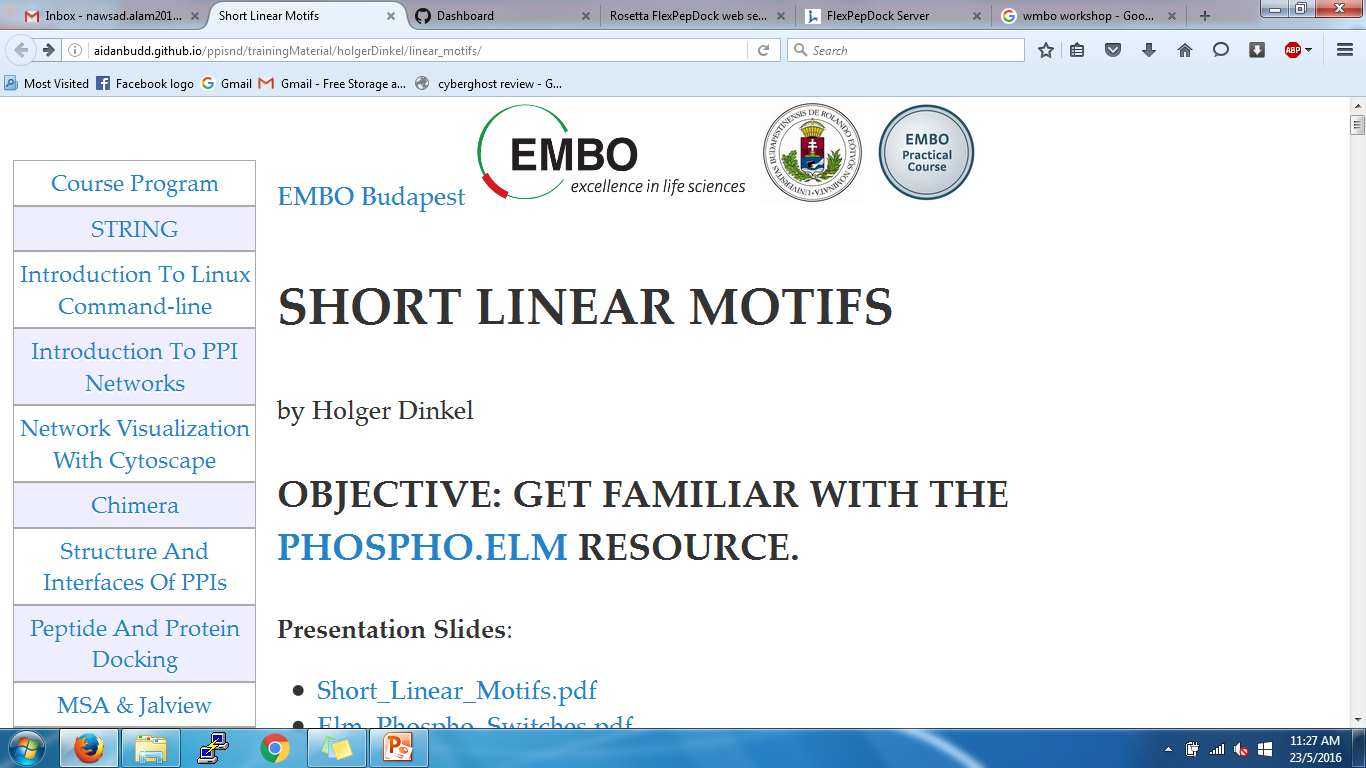 Inbox - nawsad.alam201...
Short Linear Motifs
Dashboard
Rosetta FlexPepDock web se...
FlexPepDock Server
wmbo workshop - Goo...
aidanbudd.github.io/ppisnd/trainingMaterial/holgerDinkel/linear_motifs/
Search
ABP
Most Visited
Facebook logo
Gmail
Gmail - Free Storage a...
cyberghost review - G...
Course Program
STRING
Introduction To Linux
Command-line
Introduction To PPI
Networks
Network Visualization
With Cytoscape
Chimera
Structure And
Interfaces Of PPIs
Peptide And Protein
Docking
MSA & Jalview
EMBO Budapest
EMBO
excellence in life sciences
EMBO
Practical
Course
SHORT LINEAR MOTIFS
by Holger Dinkel
OBJECTIVE: GET FAMILIAR WITH THE
PHOSPHO.ELM RESOURCE.
Presentation Slides:
Short_Linear_Motifs.pdf
Elm_Phospho_Switches.pdf
11:27 AM
23/5/2016